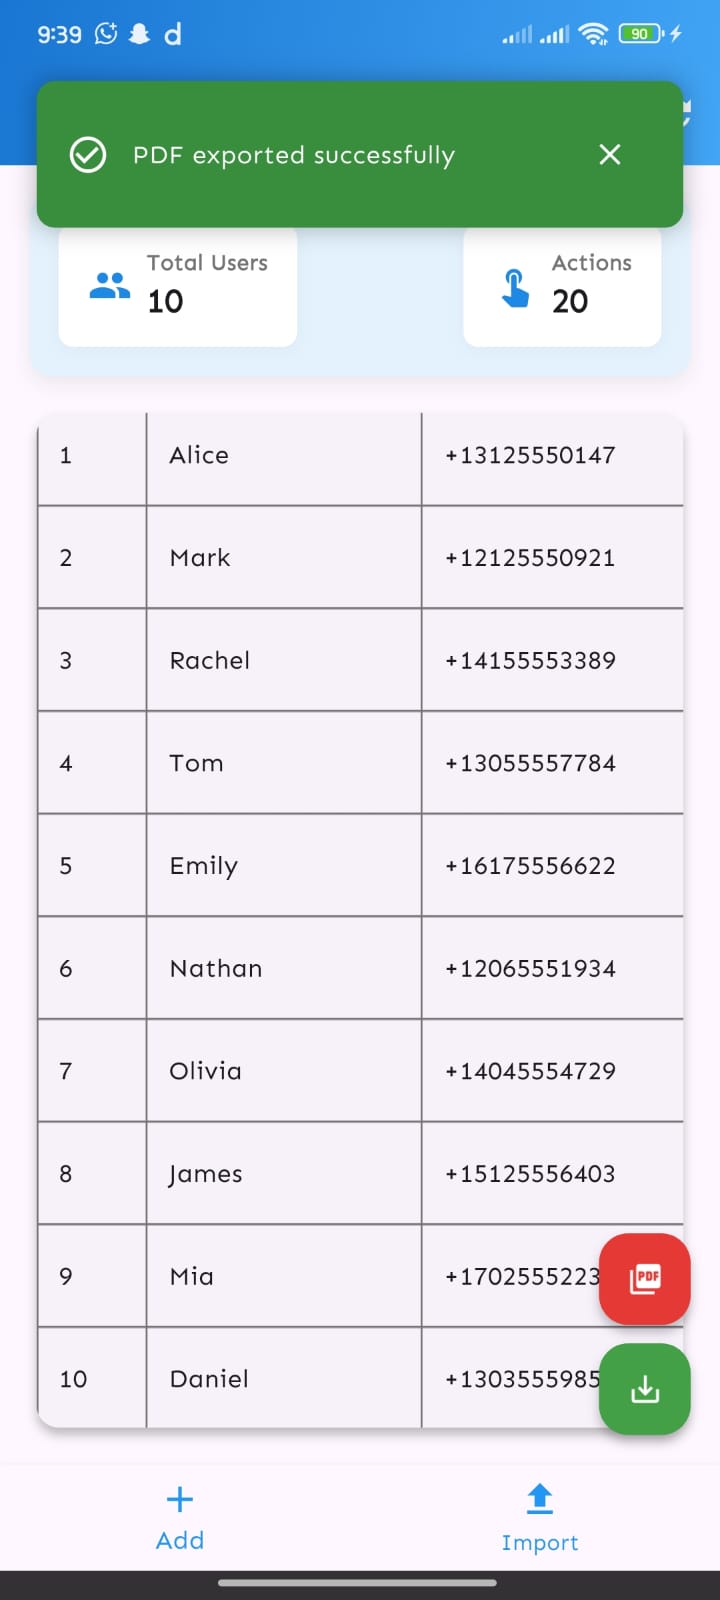 9:39 d 90
PDF exported successfully
Total Users
10
Actions
20
1 Alice +13125550147
2 Mark +12125550921
3 Rachel +14155553389
4 Tom +13055557784
5 Emily +16175556622
6 Nathan +12065551934
7 Olivia +14045554729
8 James +15125556403
9 Mia +1702555223
PDF
10 Daniel +1303555985
Add
Import